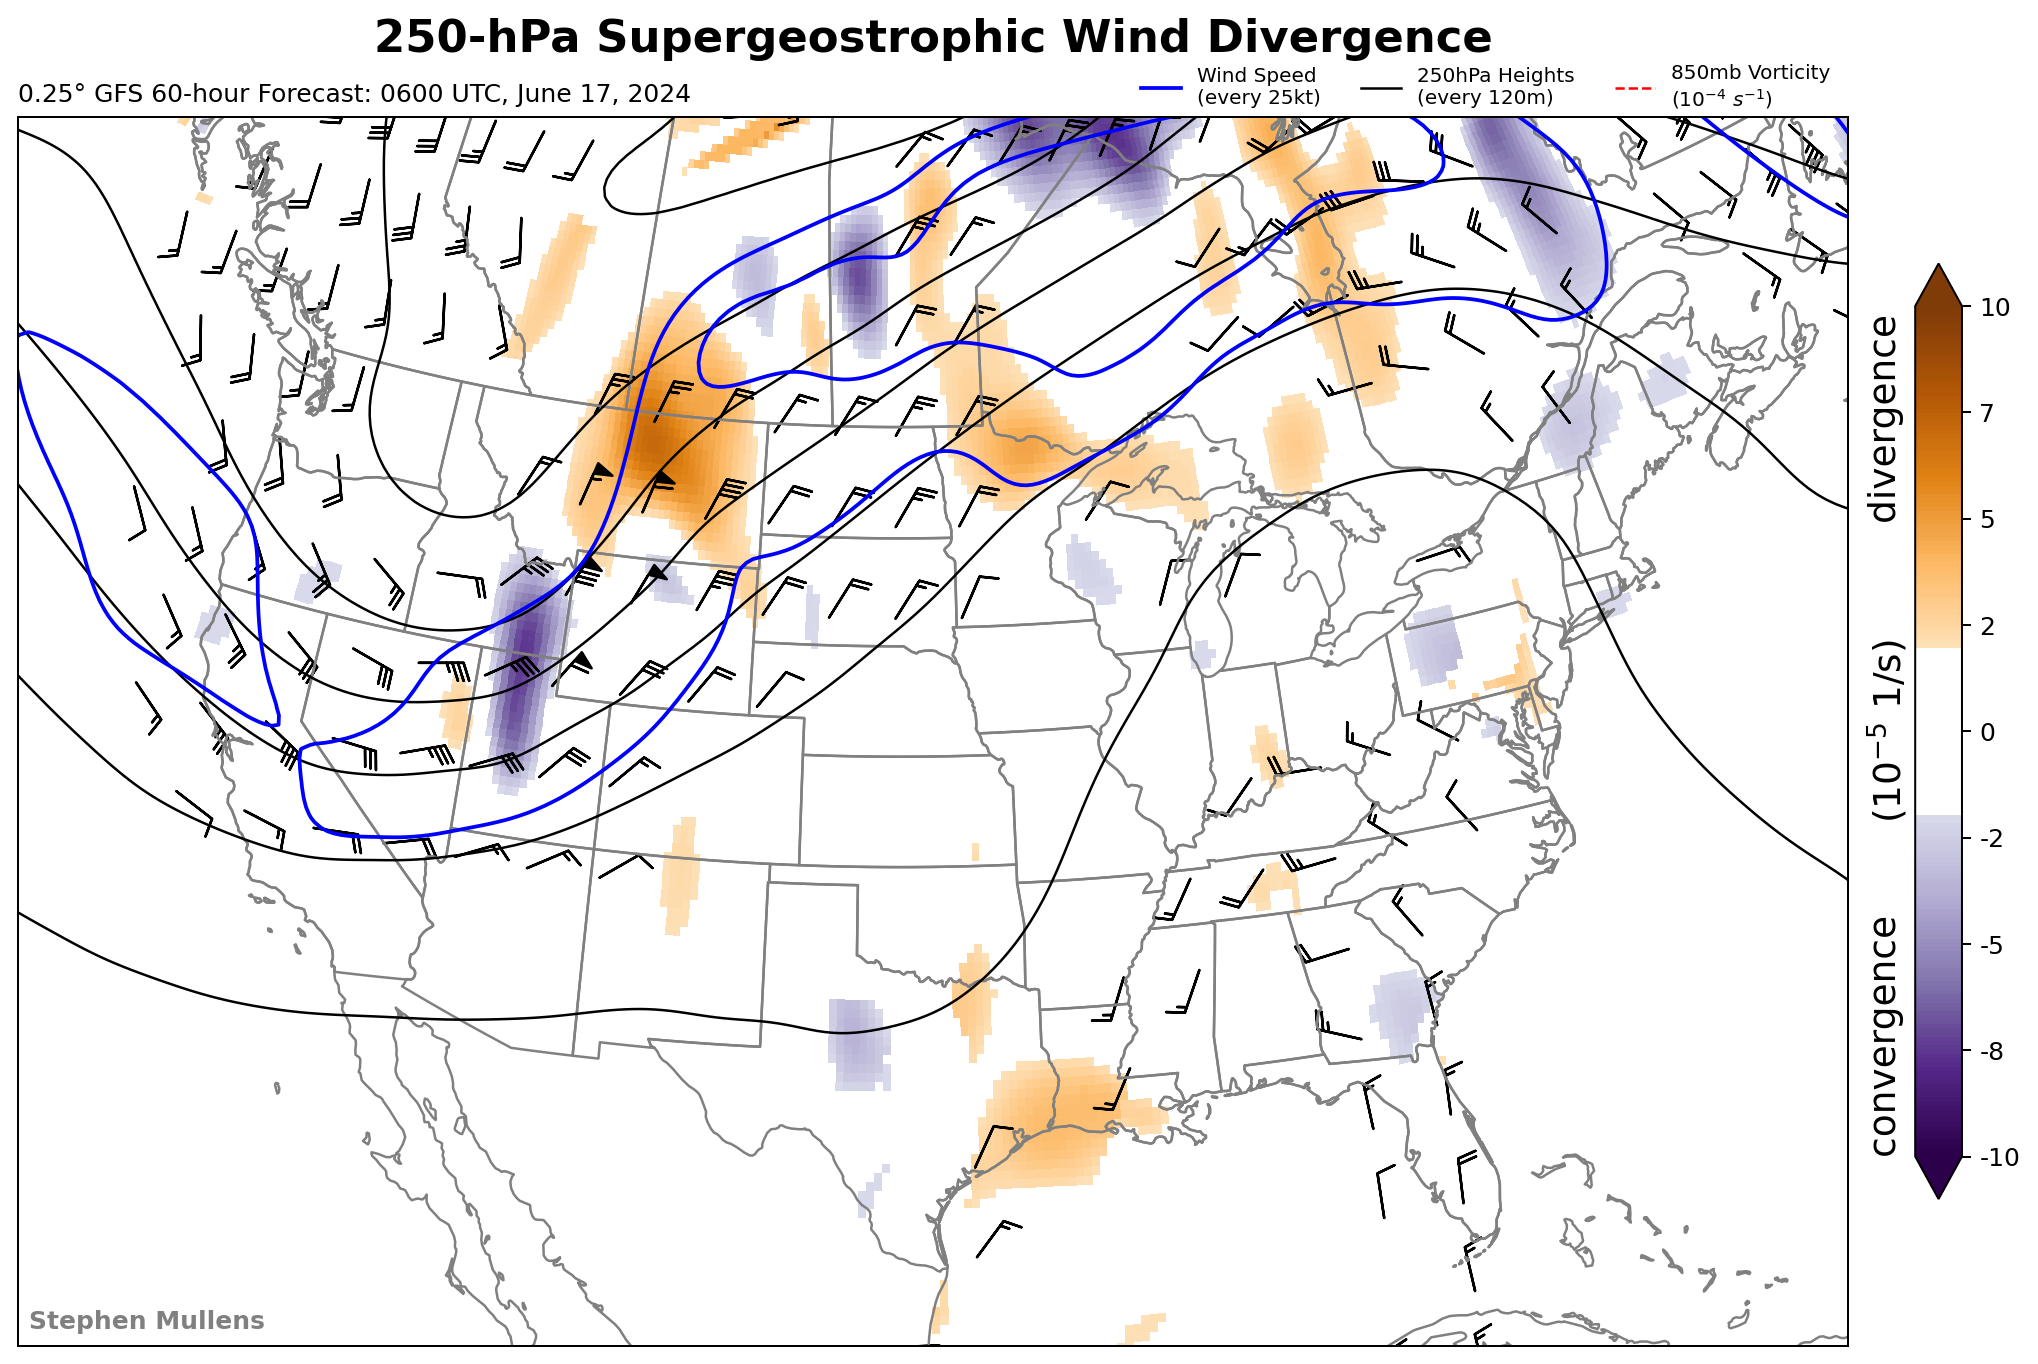 250-hPa Supergeostrophic Wind Divergence
0.25° GFS 60-hour Forecast: 0600 UTC, June 17, 2024
Wind Speed
(every 25kt)
250hPa Heights
(every 120m)
850mb Vorticity
(10⁻⁴ s⁻¹)
10
7
5
2
0
-2
-5
-8
-10
divergence
(10⁻⁵ 1/s)
convergence
Stephen Mullens